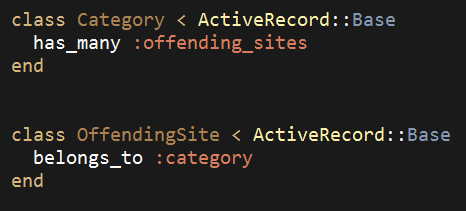 class Category < ActiveRecord::Base
  has_many :offending_sites
end
class OffendingSite < ActiveRecord::Base
  belongs_to :category
end